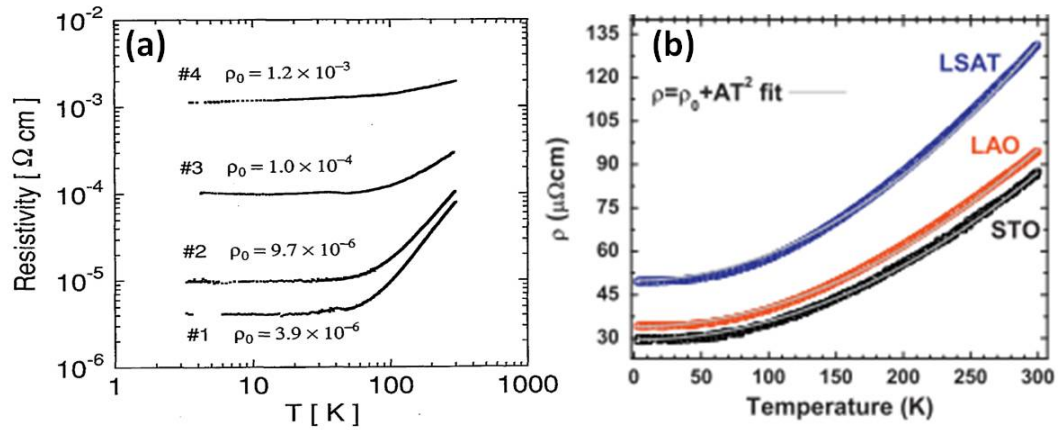 (a)
Resistivity [ Ω cm ]
10⁻²
10⁻³
10⁻⁴
10⁻⁵
10⁻⁶
#4 ρ₀ = 1.2 × 10⁻³
#3 ρ₀ = 1.0 × 10⁻⁴
#2 ρ₀ = 9.7 × 10⁻⁶
#1 ρ₀ = 3.9 × 10⁻⁶
1 10 100 1000
T [ K ]
(b)
ρ (μΩcm)
135
120
105
90
75
60
45
30
LSAT
ρ=ρ₀+AT² fit
LAO
STO
0 50 100 150 200 250 300
Temperature (K)